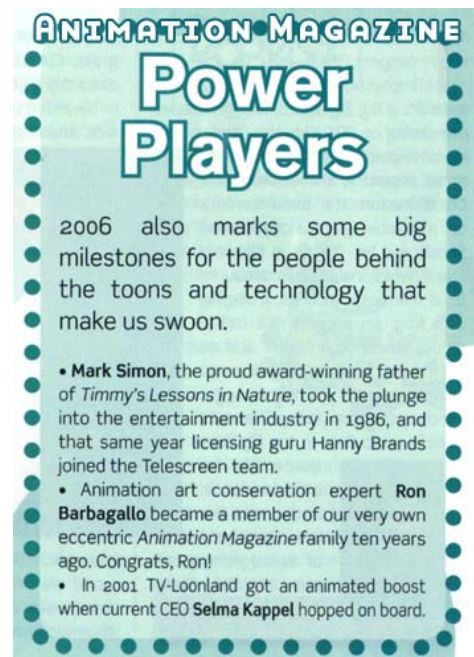 ANIMATION MAGAZINE
Power
Players
2006 also marks some big
milestones for the people behind
the toons and technology that
make us swoon.
• Mark Simon, the proud award-winning father
of Timmy's Lessons in Nature, took the plunge
into the entertainment industry in 1986, and
that same year licensing guru Hanny Brands
joined the Telescreen team.
• Animation art conservation expert Ron
Barbagallo became a member of our very own
eccentric Animation Magazine family ten years
ago. Congrats, Ron!
• In 2001 TV-Loonland got an animated boost
when current CEO Selma Kappel hopped on board.